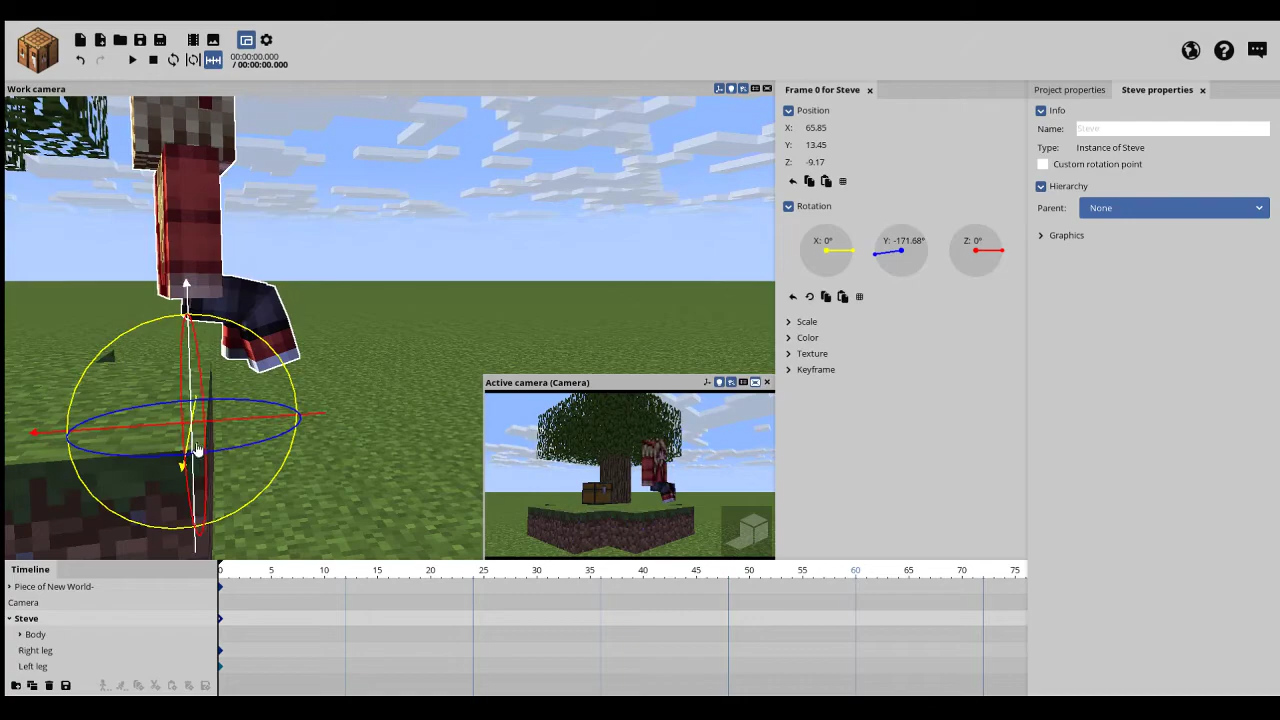 00:00:00.000
/ 00:00:00.000
Work camera
Frame 0 for Steve
Position
X: 65.85
Y: 13.45
Z: -9.17
Rotation
X: 0° Y: -171.68° Z: 0°
Scale
Color
Texture
Keyframe
Project properties Steve properties
Info
Name: Steve
Type: Instance of Steve
Custom rotation point
Hierarchy
Parent: None
Graphics
Active camera (Camera)
Timeline
0 5 10 15 20 25 30 35 40 45 50 55 60 65 70 75
Piece of New World-
Camera
Steve
Body
Right leg
Left leg